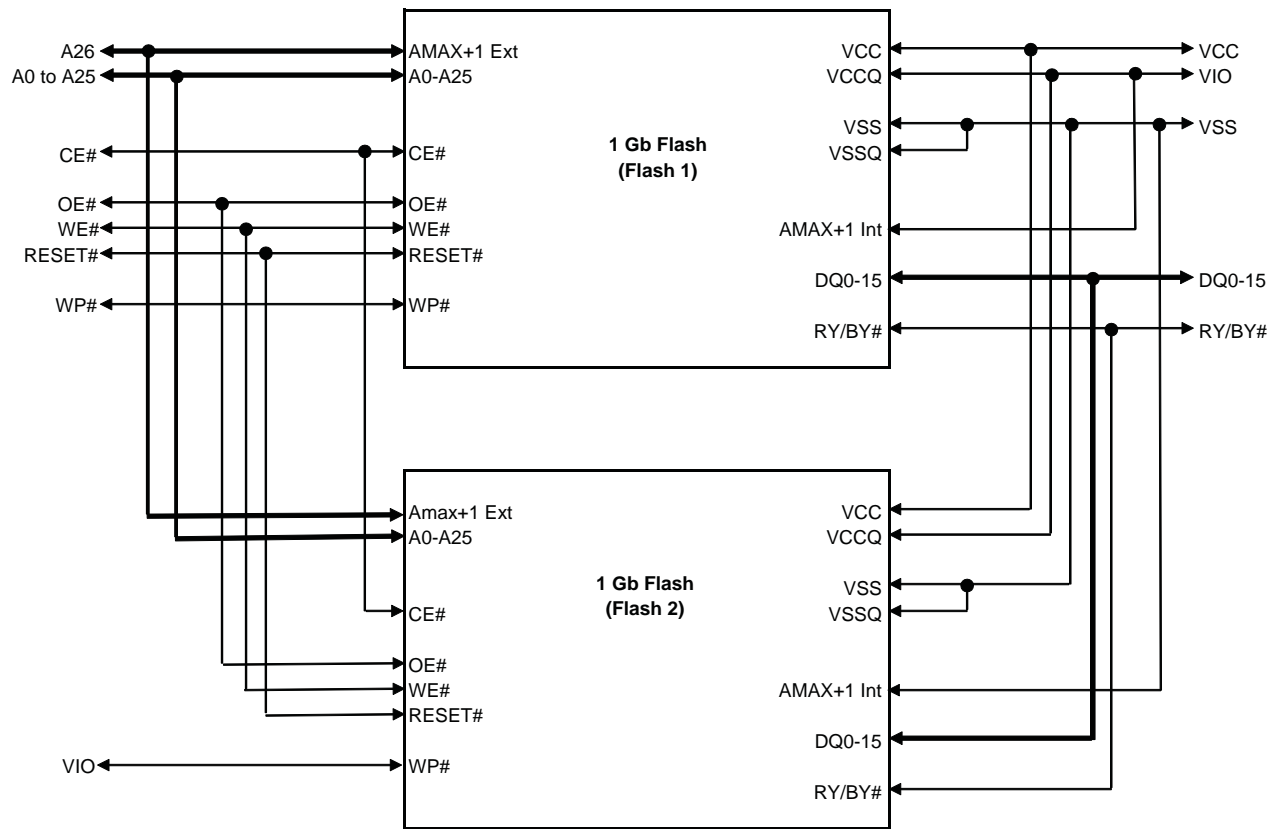 A26
A0 to A25
CE#
OE#
WE#
RESET#
WP#
AMAX+1 Ext
A0-A25
CE#
OE#
WE#
RESET#
WP#
1 Gb Flash
(Flash 1)
VCC
VCCQ
VSS
VSSQ
AMAX+1 Int
DQ0-15
RY/BY#
VCC
VIO
VSS
DQ0-15
RY/BY#
VIO
Amax+1 Ext
A0-A25
CE#
OE#
WE#
RESET#
WP#
1 Gb Flash
(Flash 2)
VCC
VCCQ
VSS
VSSQ
AMAX+1 Int
DQ0-15
RY/BY#